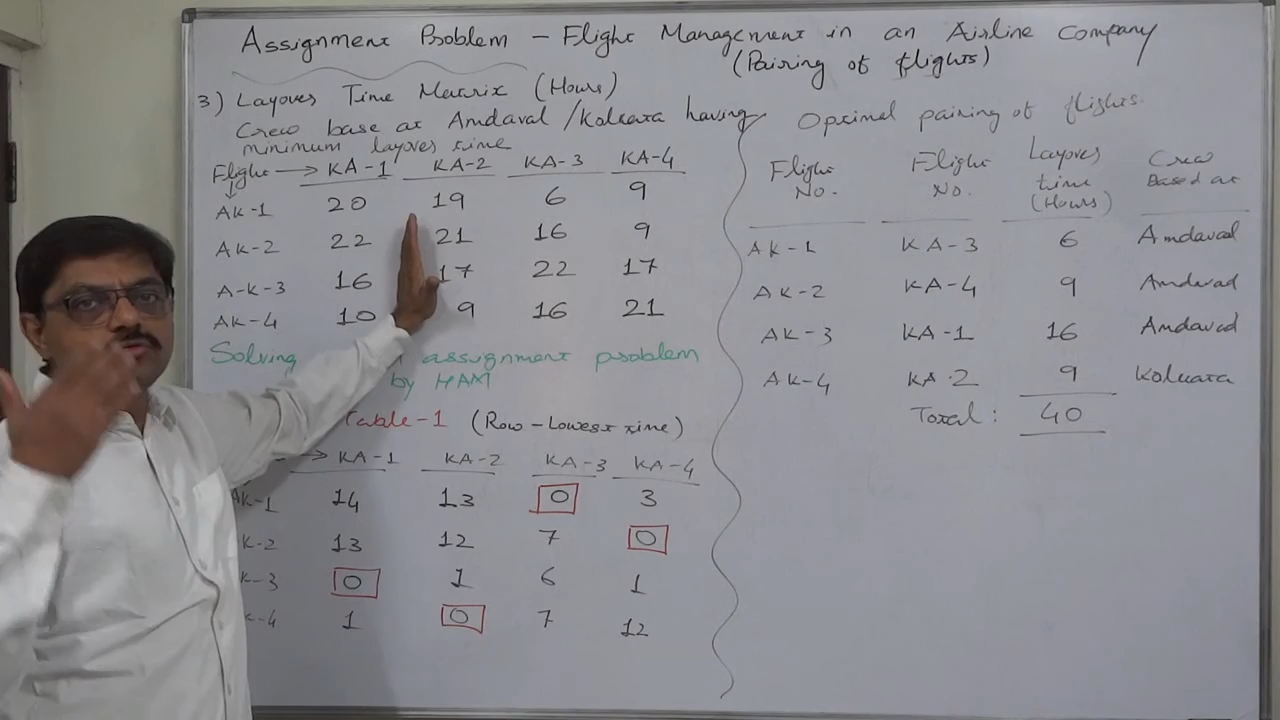 Assignment Problem - Flight Management in an Airline Company
(Pairing of flights)
3) Layover Time Matrix (Hours)
Crew base at Amdavad / Kolkata having
minimum layover time
Flight → KA-1 KA-2 KA-3 KA-4
AK-1 20 19 6 9
AK-2 22 21 16 9
A-K-3 16 17 22 17
AK-4 10 9 16 21
Solving assignment problem
by HAM
Table-1 (Row - Lowest time)
→ KA-1 KA-2 KA-3 KA-4
AK-1 14 13 0 3
K-2 13 12 7 0
K-3 0 1 6 1
K-4 1 0 7 12
Optimal pairing of flights.
Flight No. Flight No. Layover time (Hours) Crew Based at
AK-1 KA-3 6 Amdavad
AK-2 KA-4 9 Amdavad
AK-3 KA-1 16 Amdavad
AK-4 KA-2 9 Kolkata
Total: 40